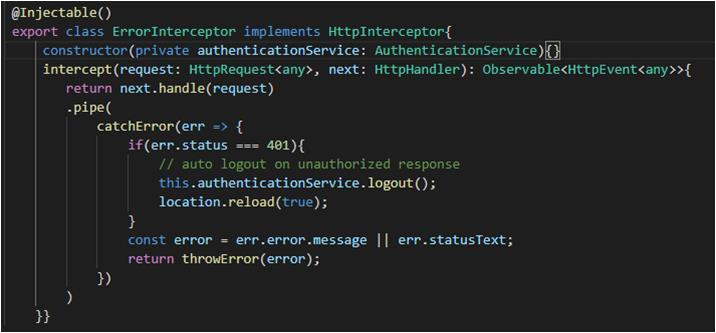 @Injectable()
export class ErrorInterceptor implements HttpInterceptor{
    constructor(private authenticationService: AuthenticationService){}
    intercept(request: HttpRequest<any>, next: HttpHandler): Observable<HttpEvent<any>>{
       return next.handle(request)
       .pipe(
           catchError(err => {
               if(err.status === 401){
                   // auto logout on unauthorized response
                   this.authenticationService.logout();
                   location.reload(true);
               }
               const error = err.error.message || err.statusText;
               return throwError(error);
           })
       )
   }}